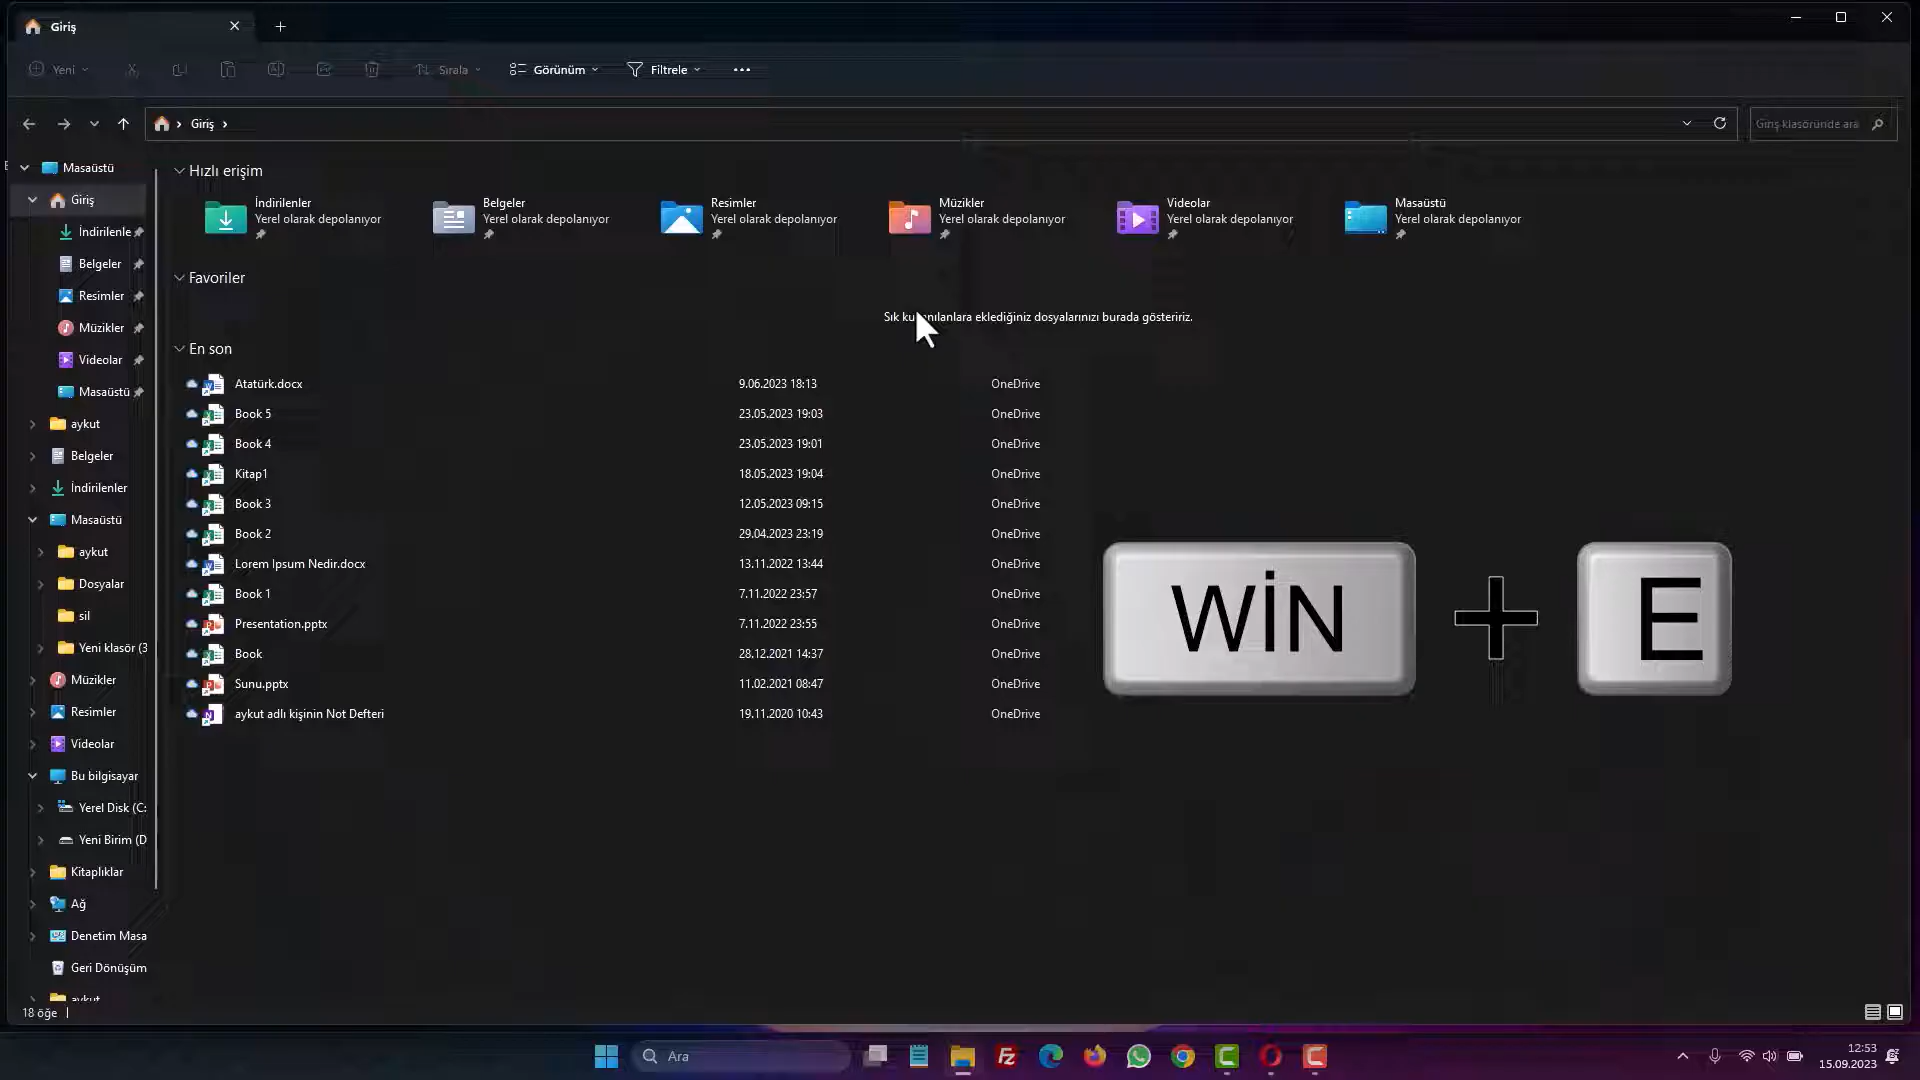 Giriş
Yeni
Sırala
Görünüm
Filtrele
Giriş
Giriş klasöründe ara
Masaüstü
Giriş
İndirilenle
Belgeler
Resimler
Müzikler
Videolar
Masaüstü
aykut
Belgeler
İndirilenler
Masaüstü
aykut
Dosyalar
sil
Yeni klasör (3
Müzikler
Resimler
Videolar
Bu bilgisayar
Yerel Disk (C:
Yeni Birim (D
Kitaplıklar
Ağ
Denetim Masa
Geri Dönüşüm
aykut
Hızlı erişim
İndirilenler
Yerel olarak depolanıyor
Belgeler
Yerel olarak depolanıyor
Resimler
Yerel olarak depolanıyor
Müzikler
Yerel olarak depolanıyor
Videolar
Yerel olarak depolanıyor
Masaüstü
Yerel olarak depolanıyor
Favoriler
Sık ku nılanlara eklediğiniz dosyalarınızı burada gösteririz.
En son
Atatürk.docx 9.06.2023 18:13 OneDrive
Book 5 23.05.2023 19:03 OneDrive
Book 4 23.05.2023 19:01 OneDrive
Kitap1 18.05.2023 19:04 OneDrive
Book 3 12.05.2023 09:15 OneDrive
Book 2 29.04.2023 23:19 OneDrive
Lorem Ipsum Nedir.docx 13.11.2022 13:44 OneDrive
Book 1 7.11.2022 23:57 OneDrive
Presentation.pptx 7.11.2022 23:55 OneDrive
Book 28.12.2021 14:37 OneDrive
Sunu.pptx 11.02.2021 08:47 OneDrive
aykut adlı kişinin Not Defteri 19.11.2020 10:43 OneDrive
WİN + E
18 öğe
Ara
12:53
15.09.2023